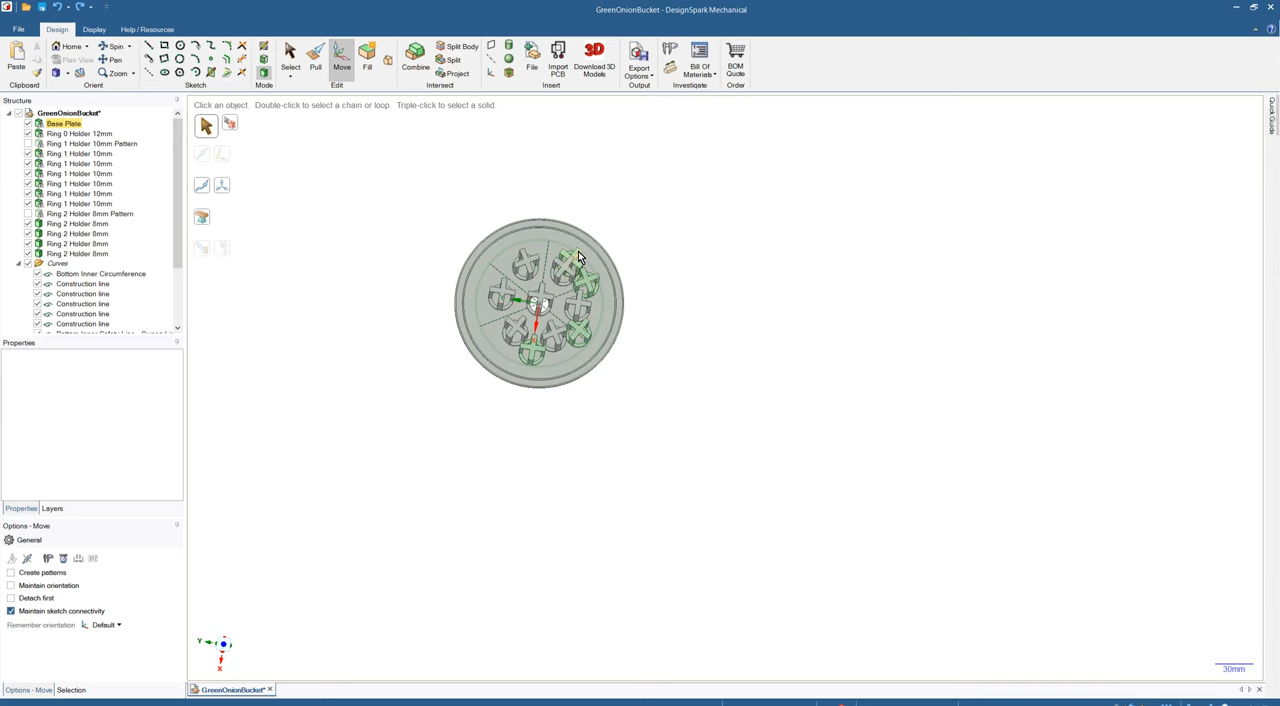 GreenOnionBucket - DesignSpark Mechanical
File
Design
Display
Help / Resources
Paste
Clipboard
Home
Plan View
Spin
Pan
Zoom
Orient
Sketch
Mode
Select
Pull
Move
Fill
Edit
Combine
Split Body
Split
Project
Intersect
File
Import PCB
Download 3D Models
Insert
Export Options
Output
Bill Of Materials
Investigate
BOM Quote
Order
Structure
GreenOnionBucket*
Base Plate
Ring 0 Holder 12mm
Ring 1 Holder 10mm Pattern
Ring 1 Holder 10mm
Ring 1 Holder 10mm
Ring 1 Holder 10mm
Ring 1 Holder 10mm
Ring 1 Holder 10mm
Ring 1 Holder 10mm
Ring 2 Holder 8mm Pattern
Ring 2 Holder 8mm
Ring 2 Holder 8mm
Ring 2 Holder 8mm
Ring 2 Holder 8mm
Curves
Bottom Inner Circumference
Construction line
Construction line
Construction line
Construction line
Construction line
Properties
Properties
Layers
Options - Move
General
Create patterns
Maintain orientation
Detach first
Maintain sketch connectivity
Remember orientation
Default
Options - Move
Selection
Click an object. Double-click to select a chain or loop. Triple-click to select a solid.
Quick Guide
Y
X
30mm
GreenOnionBucket*